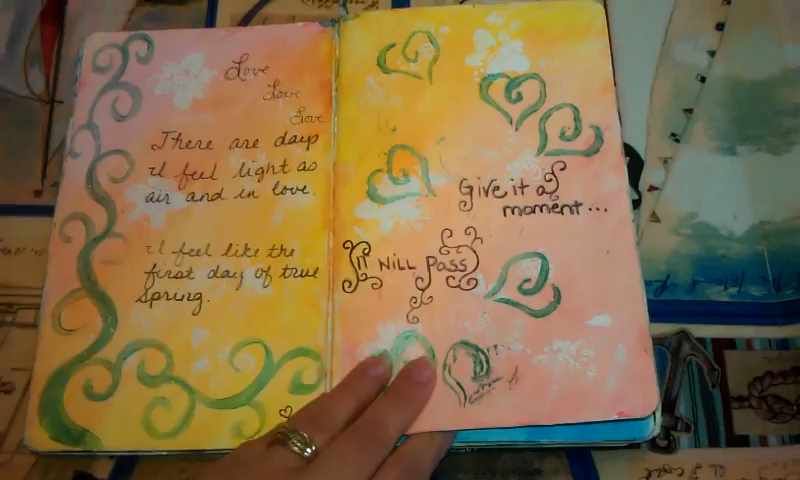 Love
Love
Love
There are days
I feel light as
air and in love.
I feel like the
first day of true
spring.
Give it a
moment...
It Will Pass